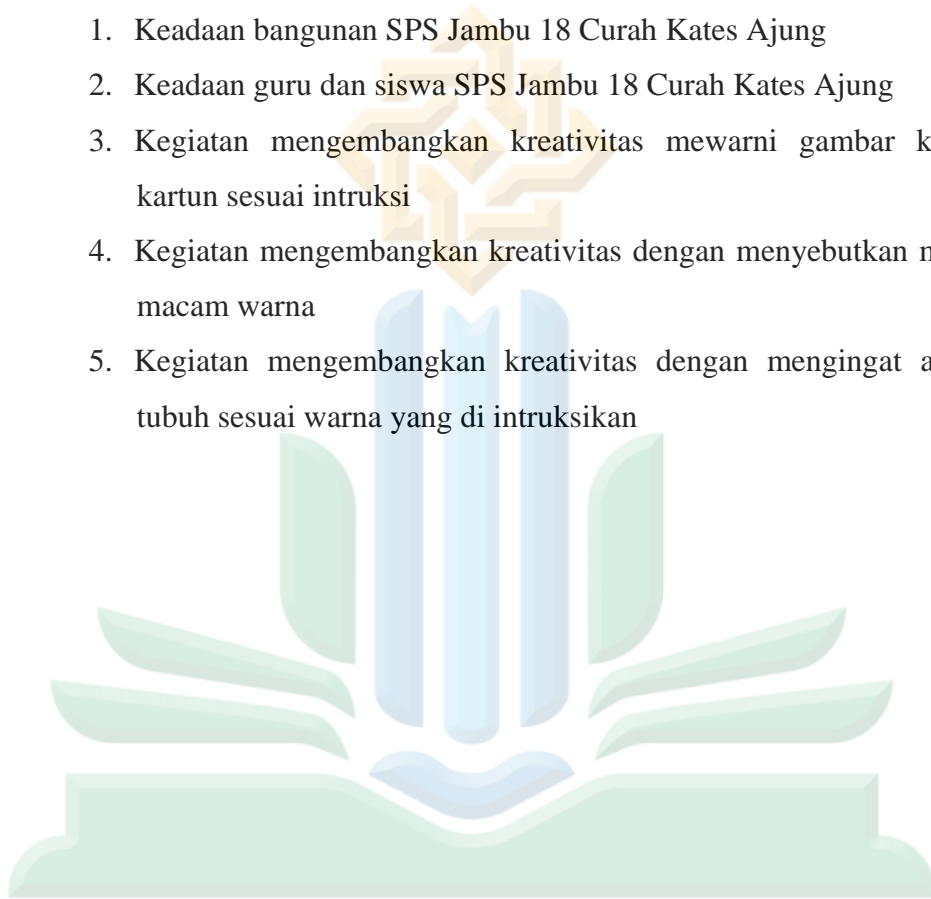 1. Keadaan bangunan SPS Jambu 18 Curah Kates Ajung
2. Keadaan guru dan siswa SPS Jambu 18 Curah Kates Ajung
3. Kegiatan mengembangkan kreativitas mewarni gambar
kartun sesuai intruksi
4. Kegiatan mengembangkan kreativitas dengan menyebutkan
macam warna
5. Kegiatan mengembangkan kreativitas dengan mengingat
tubuh sesuai warna yang di intruksikan